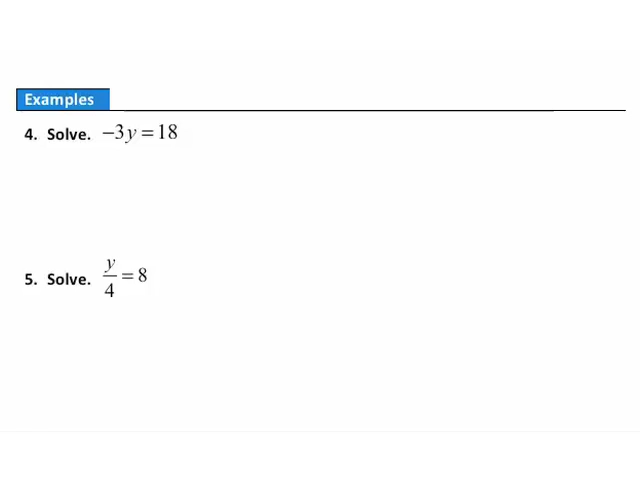 Examples
4. Solve. −3y = 18
5. Solve. y/4 = 8